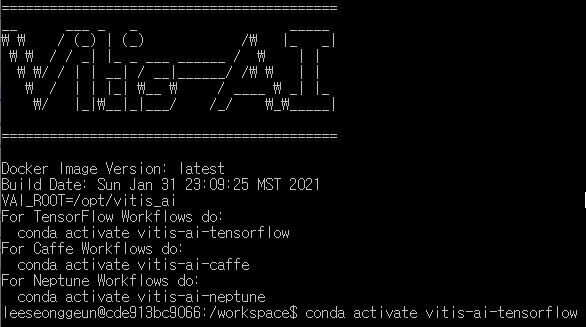 ============================================
Vitis-AI
============================================
Docker Image Version: latest
Build Date: Sun Jan 31 23:09:25 MST 2021
VAI_ROOT=/opt/vitis_ai
For TensorFlow Workflows do:
  conda activate vitis-ai-tensorflow
For Caffe Workflows do:
  conda activate vitis-ai-caffe
For Neptune Workflows do:
  conda activate vitis-ai-neptune
leeseonggeun@cde913bc9066:/workspace$ conda activate vitis-ai-tensorflow